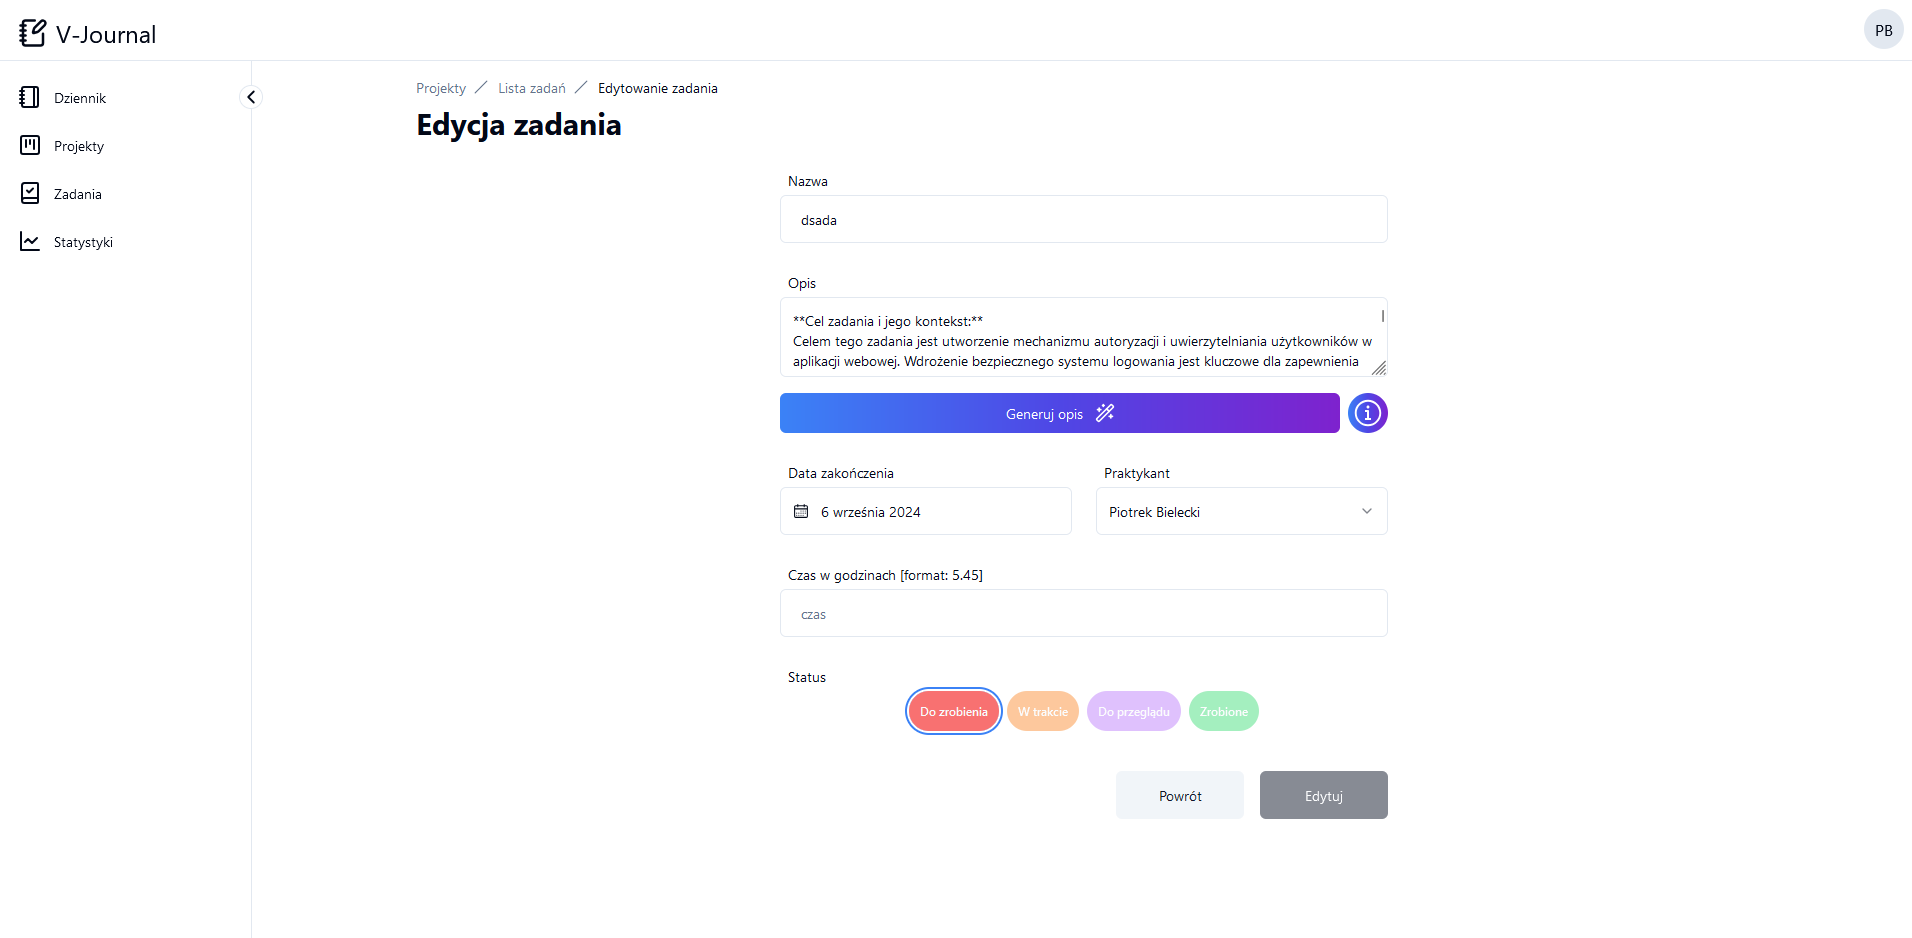 V-Journal
PB
Dziennik
Projekty
Zadania
Statystyki
Projekty / Lista zadań / Edytowanie zadania
Edycja zadania
Nazwa
dsada
Opis
**Cel zadania i jego kontekst:**
Celem tego zadania jest utworzenie mechanizmu autoryzacji i uwierzytelniania użytkowników w
aplikacji webowej. Wdrożenie bezpiecznego systemu logowania jest kluczowe dla zapewnienia
Generuj opis
Data zakończenia
Praktykant
6 września 2024
Piotrek Bielecki
Czas w godzinach [format: 5.45]
czas
Status
Do zrobienia
W trakcie
Do przeglądu
Zrobione
Powrót
Edytuj